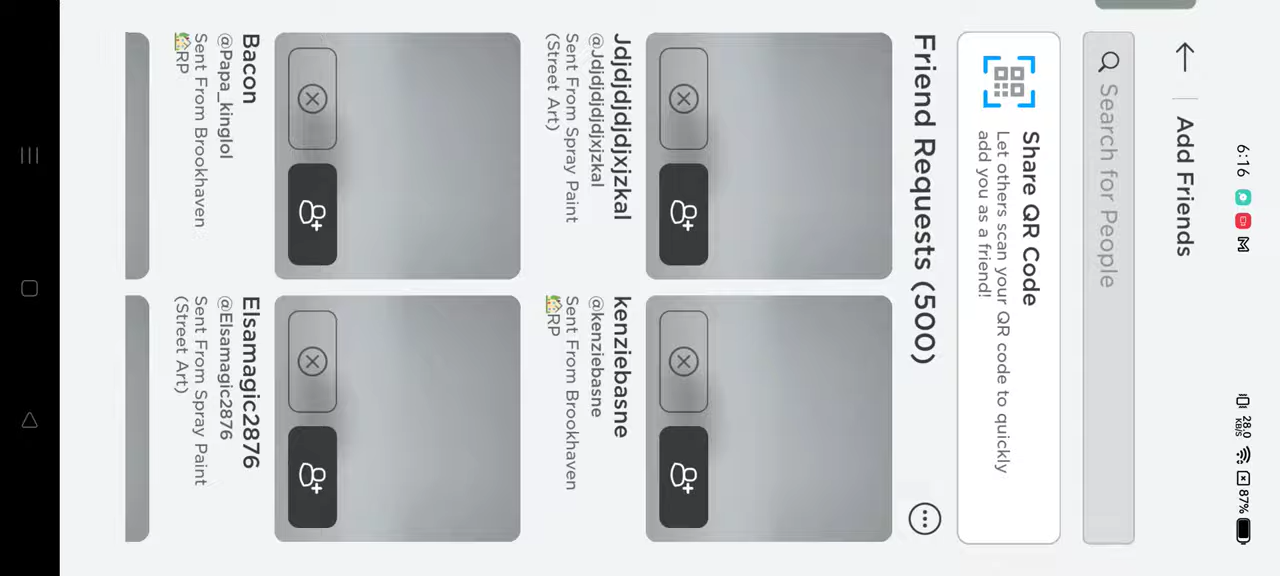 6:16
28.0
KB/S
87%
Add Friends
Search for People
Share QR Code
Let others scan your QR code to quickly
add you as a friend!
Friend Requests (500)
Jdjdjdjdjdjxjzkal
@Jdjdjdjdjdjxjzkal
Sent From Spray Paint
(Street Art)
kenziebasne
@kenziebasne
Sent From Brookhaven
🏡RP
Bacon
@Papa_kinglol
Sent From Brookhaven
🏡RP
Elsamagic2876
@Elsamagic2876
Sent From Spray Paint
(Street Art)